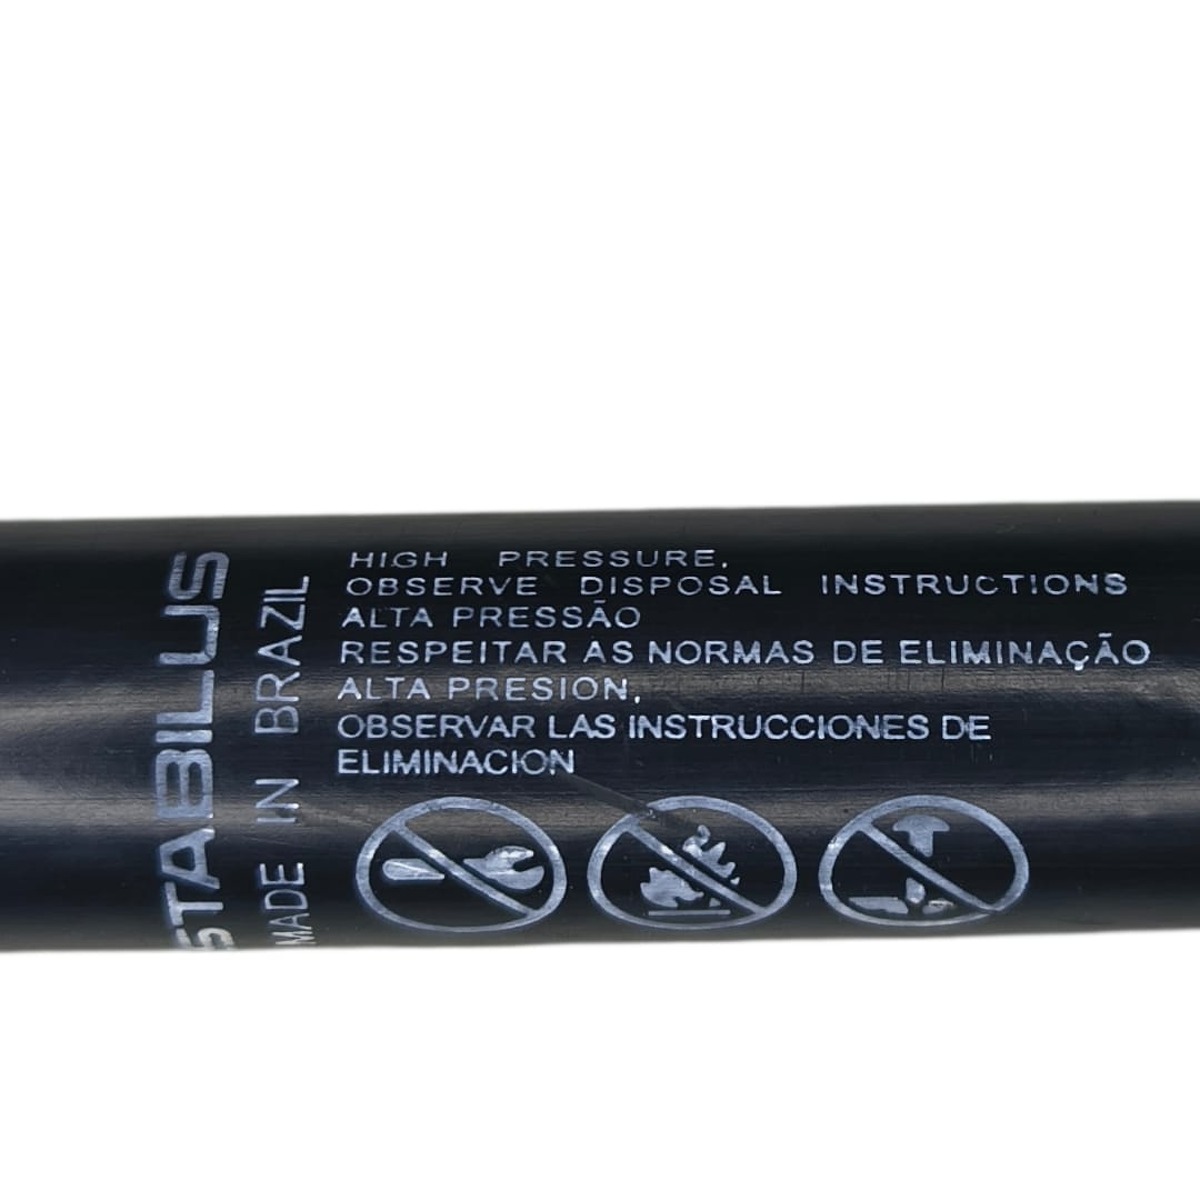 STABILUS
MADE IN BRAZIL
HIGH PRESSURE,
OBSERVE DISPOSAL INSTRUCTIONS
ALTA PRESSÃO
RESPEITAR AS NORMAS DE ELIMINAÇÃO
ALTA PRESION,
OBSERVAR LAS INSTRUCCIONES DE
ELIMINACION